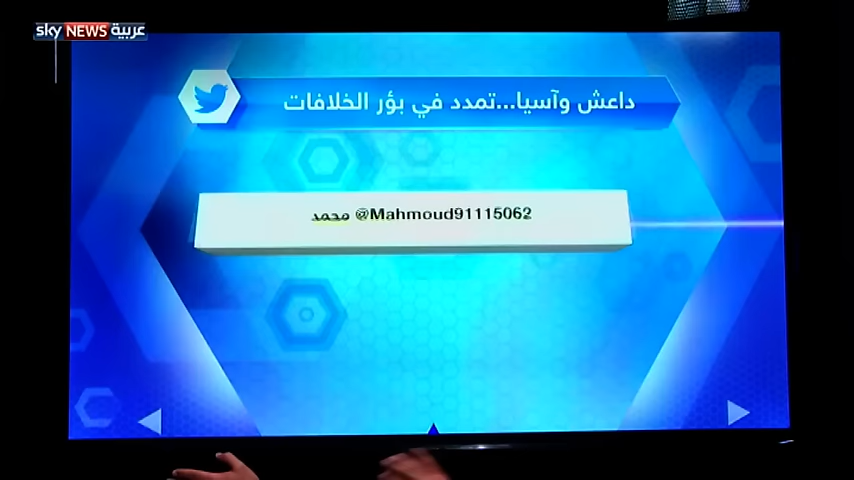 sky NEWS عربية
داعش وآسيا...تمدد في بؤر الخلافات
محمد @Mahmoud91115062